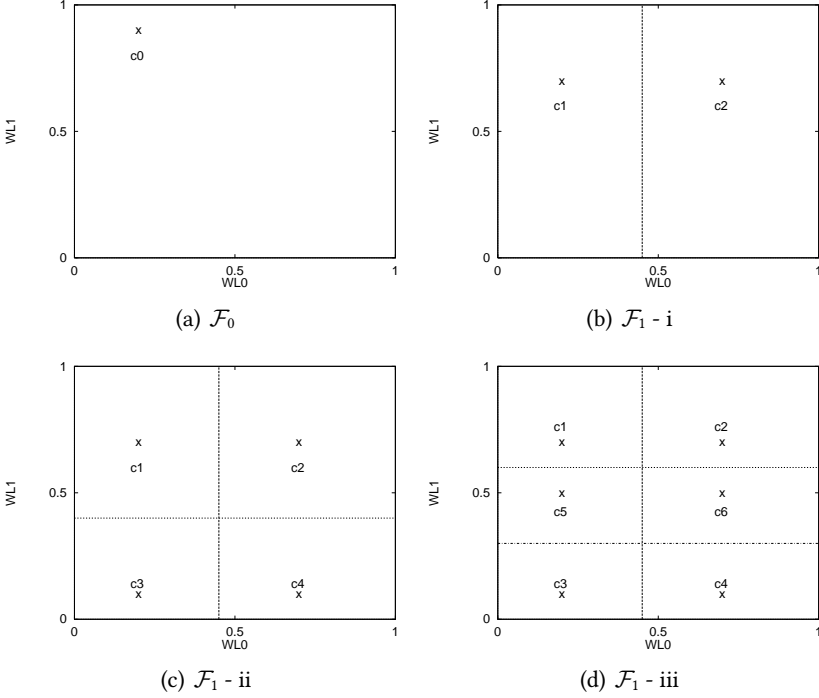 1
x
c0
0.5
WL1
0
0 0.5 1
WL0
(a) F₀
1
x x
c1 c2
0.5
WL1
0
0 0.5 1
WL0
(b) F₁ - i
1
x x
c1 c2
0.5
WL1
c3 c4
x x
0
0 0.5 1
WL0
(c) F₁ - ii
1
c1 c2
x x
0.5
WL1
x x
c5 c6
c3 c4
x x
0
0 0.5 1
WL0
(d) F₁ - iii